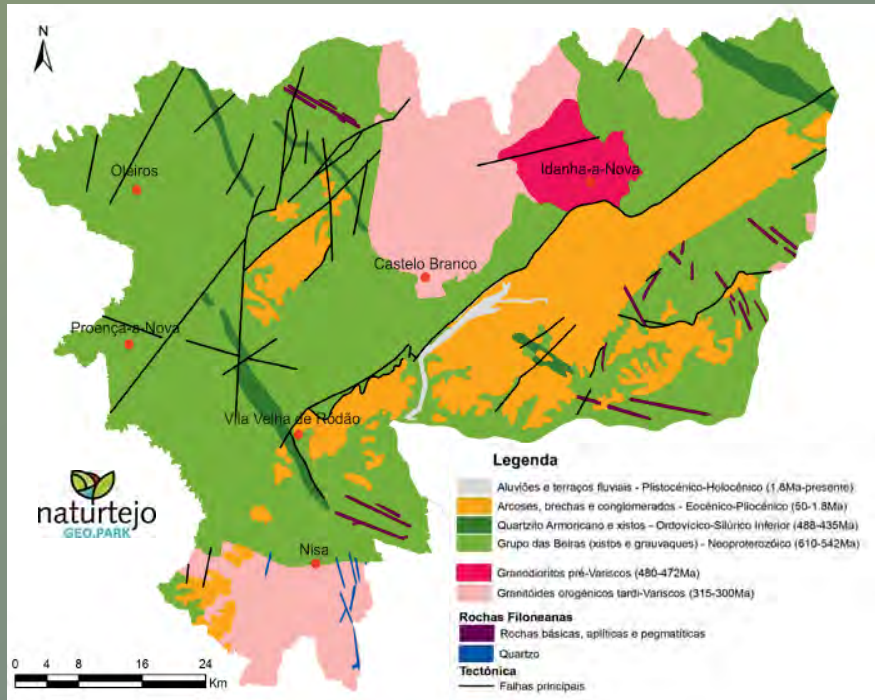 N
Oleiros
Idanha-a-Nova
Castelo Branco
Proença-a-Nova
Vila Velha de Ródão
naturtejo
GEO.PARK
Nisa
0 4 8 16 24
Km
Legenda
Aluviões e terraços fluviais - Plistocénico-Holocénico (1,8Ma-presente)
Arcoses, brechas e conglomerados - Eocénico-Pliocénico (50-1.8Ma)
Quartzito Armoricano e xistos - Ordovícico-Silúrico Inferior (488-435Ma)
Grupo das Beiras (xistos e grauvaques) - Neoproterozóico (610-542Ma)
Granodioritos pré-Variscos (480-472Ma)
Granitóides orogénicos tardi-Variscos (315-300Ma)
Rochas Filoneanas
Rochas básicas, aplíticas e pegmatíticas
Quartzo
Tectónica
Falhas principais